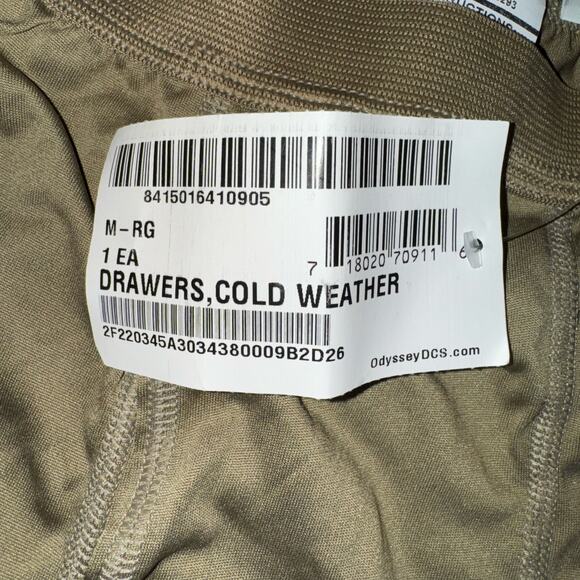 8415016410905
M-RG
1 EA
7 18020 70911 6
DRAWERS,COLD WEATHER
2F220345A3034380009B2D26
OdysseyDCS.com